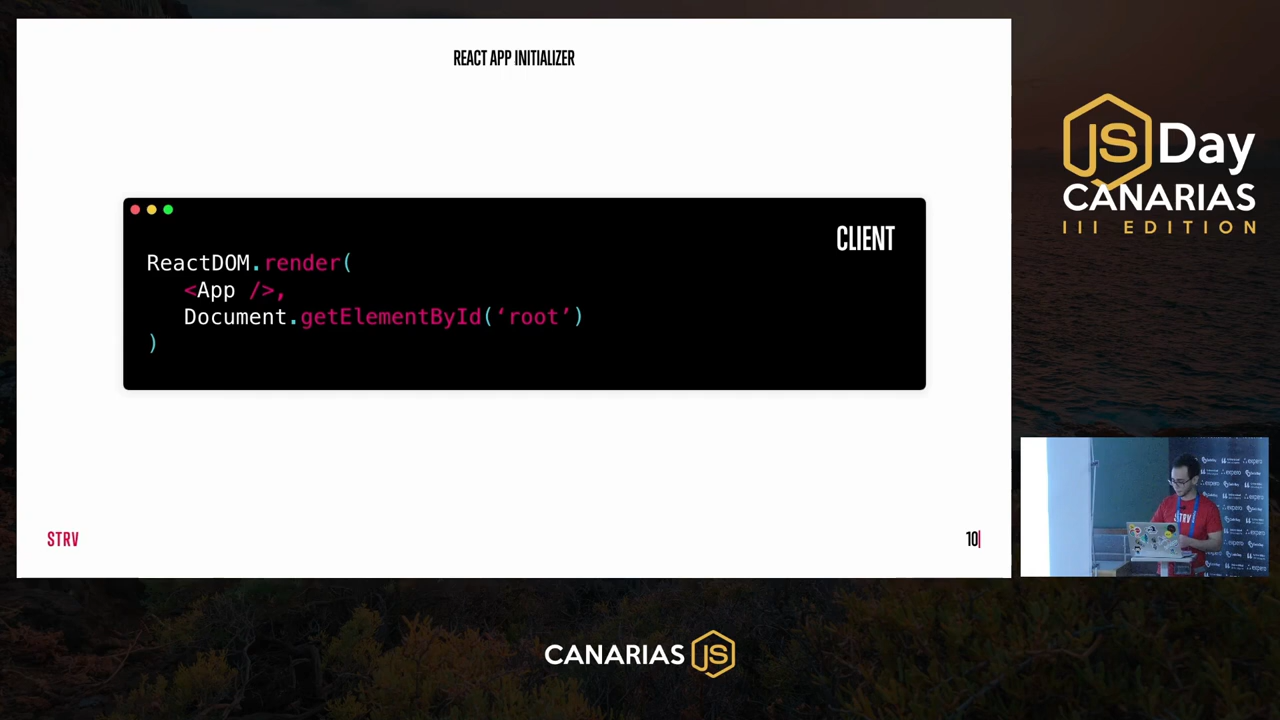 REACT APP INITIALIZER
CLIENT
ReactDOM.render(
<App />,
Document.getElementById(‘root’)
)
STRV
10
JS Day
CANARIAS
III EDITION
STRV
CANARIAS JS